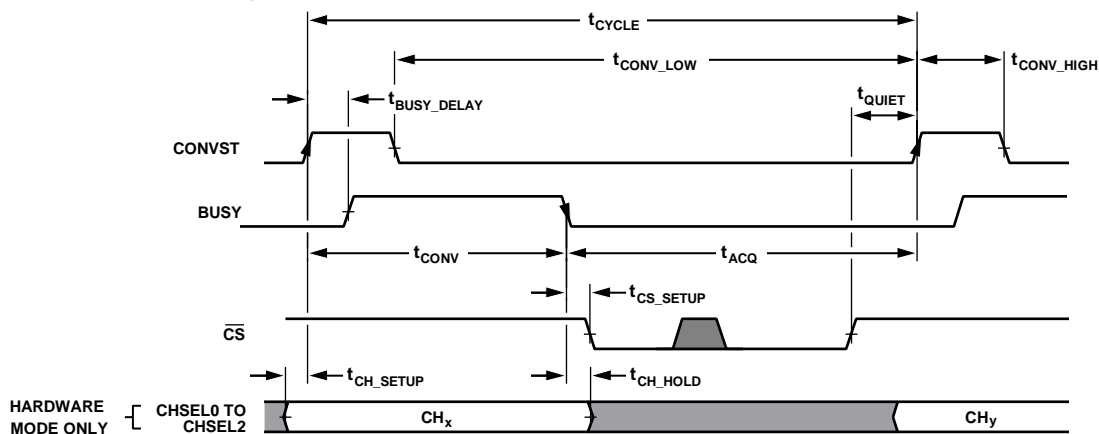 tCYCLE
tCONV_LOW
tCONV_HIGH
tBUSY_DELAY
tQUIET
CONVST
BUSY
tCONV
tACQ
tCS_SETUP
CS
tCH_SETUP
tCH_HOLD
HARDWARE
MODE ONLY
CHSEL0 TO
CHSEL2
CHx
CHy